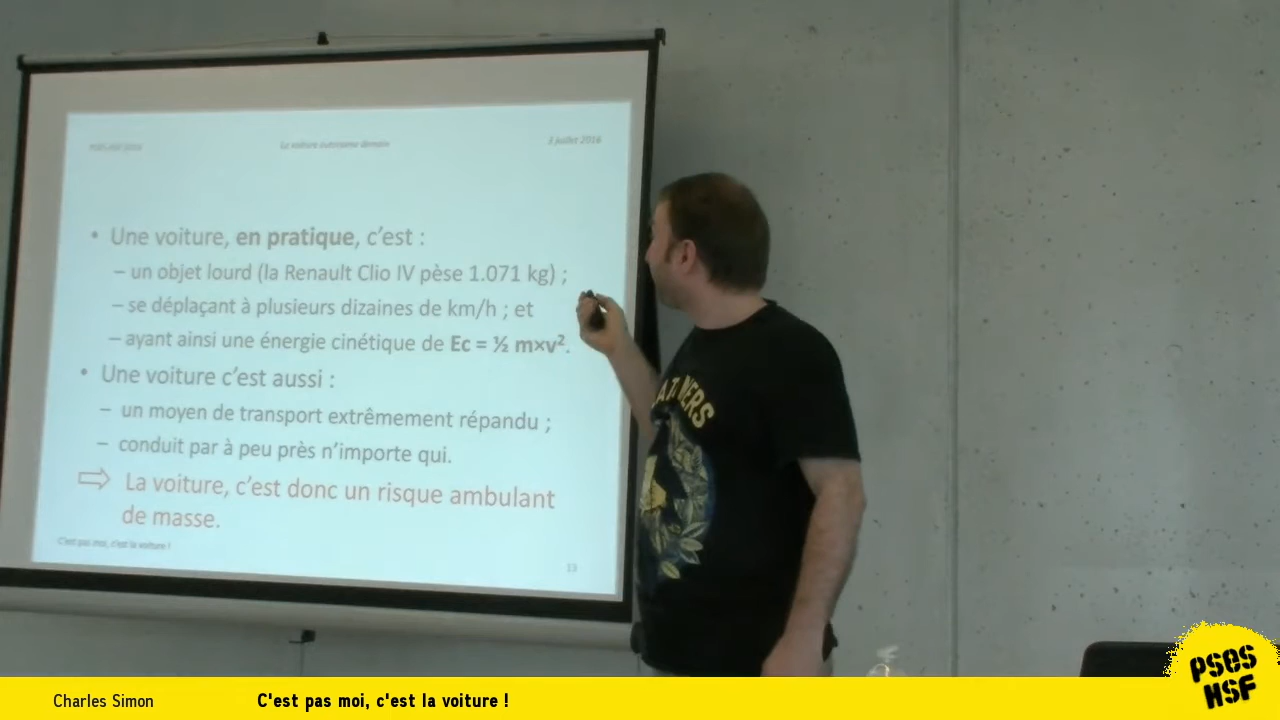 La voiture autonome demain
3 juillet 2016
• Une voiture, en pratique, c'est :
– un objet lourd (la Renault Clio IV pèse 1.071 kg) ;
– se déplaçant à plusieurs dizaines de km/h ; et
– ayant ainsi une énergie cinétique de Ec = ½ m×v².
• Une voiture c'est aussi :
– un moyen de transport extrêmement répandu ;
– conduit par à peu près n'importe qui.
⇨ La voiture, c'est donc un risque ambulant
de masse.
C'est pas moi, c'est la voiture !
13
Charles Simon
C'est pas moi, c'est la voiture !
PSES
HSF